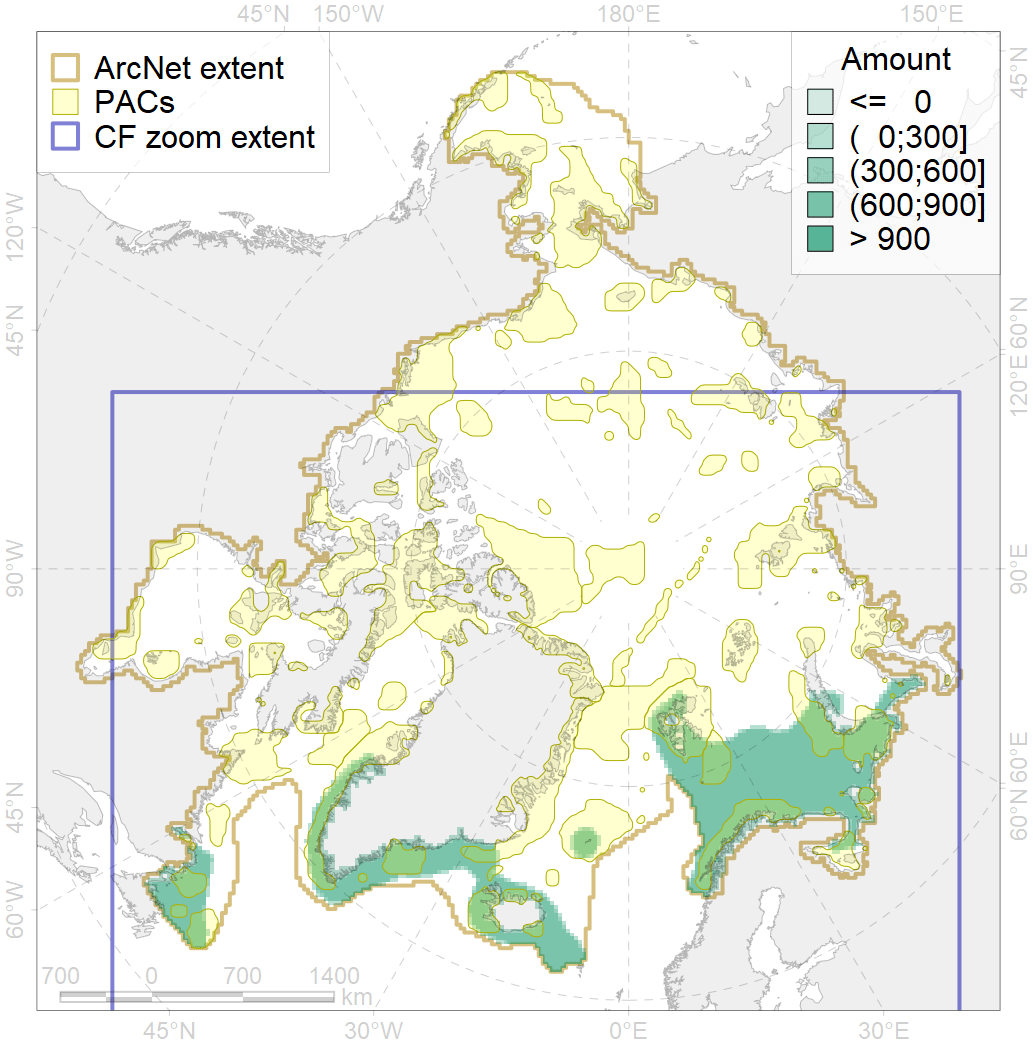 45°N 150°W 180°E 150°E
ArcNet extent
PACs
CF zoom extent
Amount
<= 0
( 0;300]
(300;600]
(600;900]
> 900
45°N
120°W
45°N
60°N
120°E
90°W
90°E
45°N
60°E
60°N
60°W
700 0 700 1400
km
45°N 30°W 0°E 30°E